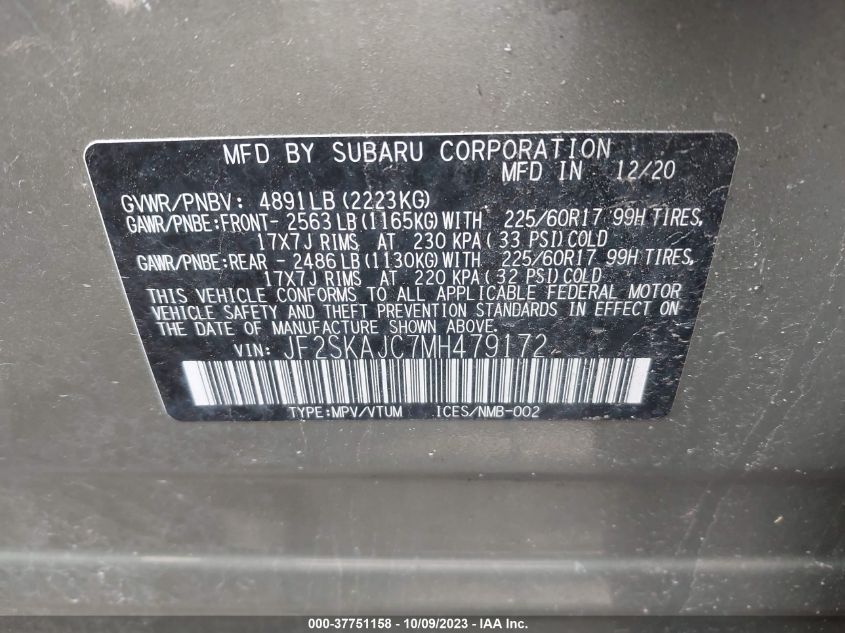 MFD BY SUBARU CORPORATION
MFD IN 12/20
GVWR/PNBV: 4891LB (2223KG)
GAWR/PNBE:FRONT-2563LB(1165KG)WITH 225/60R17 99H TIRES,
17X7J RIMS AT 230 KPA( 33 PSI)COLD
GAWR/PNBE:REAR -2486LB(1130KG)WITH 225/60R17 99H TIRES,
17X7J RIMS AT 220 KPA(32 PSI)COLD
THIS VEHICLE CONFORMS TO ALL APPLICABLE FEDERAL MOTOR
VEHICLE SAFETY AND THEFT PREVENTION STANDARDS IN EFFECT ON
THE DATE OF MANUFACTURE SHOWN ABOVE.
VIN: JF2SKAJC7MH479172
TYPE:MPV/VTUM ICES/NMB-002
000-37751158 - 10/09/2023 - IAA Inc.